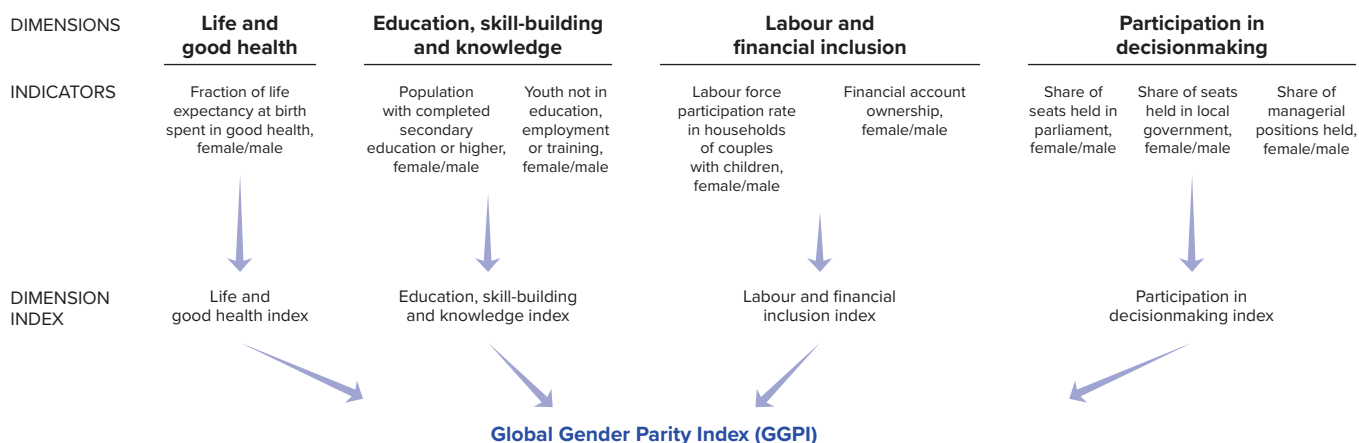 DIMENSIONS
Life and
good health
Education, skill-building
and knowledge
Labour and
financial inclusion
Participation in
decisionmaking
INDICATORS
Fraction of life
expectancy at birth
spent in good health,
female/male
Population
with completed
secondary
education or higher,
female/male
Youth not in
education,
employment
or training,
female/male
Labour force
participation rate
in households
of couples
with children,
female/male
Financial account
ownership,
female/male
Share of
seats held in
parliament,
female/male
Share of seats
held in local
government,
female/male
Share of
managerial
positions held,
female/male
DIMENSION
INDEX
Life and
good health index
Education, skill-building
and knowledge index
Labour and financial
inclusion index
Participation in
decisionmaking index
Global Gender Parity Index (GGPI)